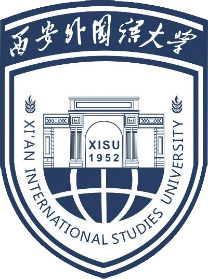 西安外国语大学
XISU
1952
XI'AN INTERNATIONAL STUDIES UNIVERSITY